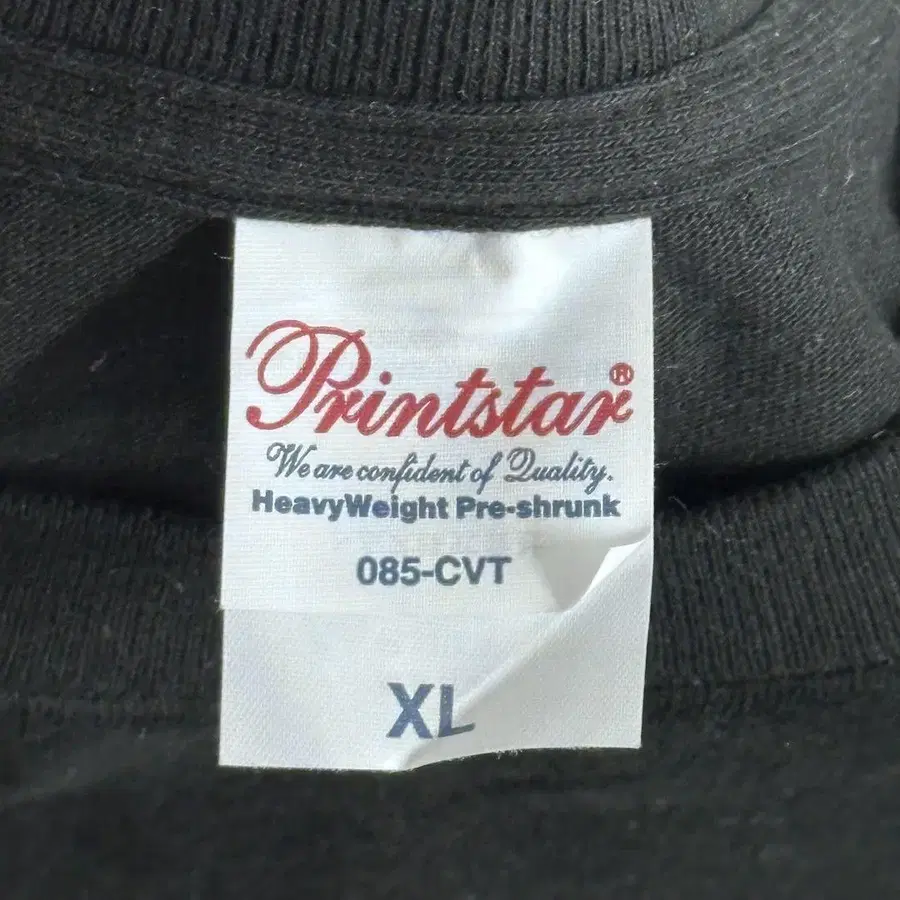 Printstar®
We are confident of Quality.
HeavyWeight Pre-shrunk
085-CVT
XL